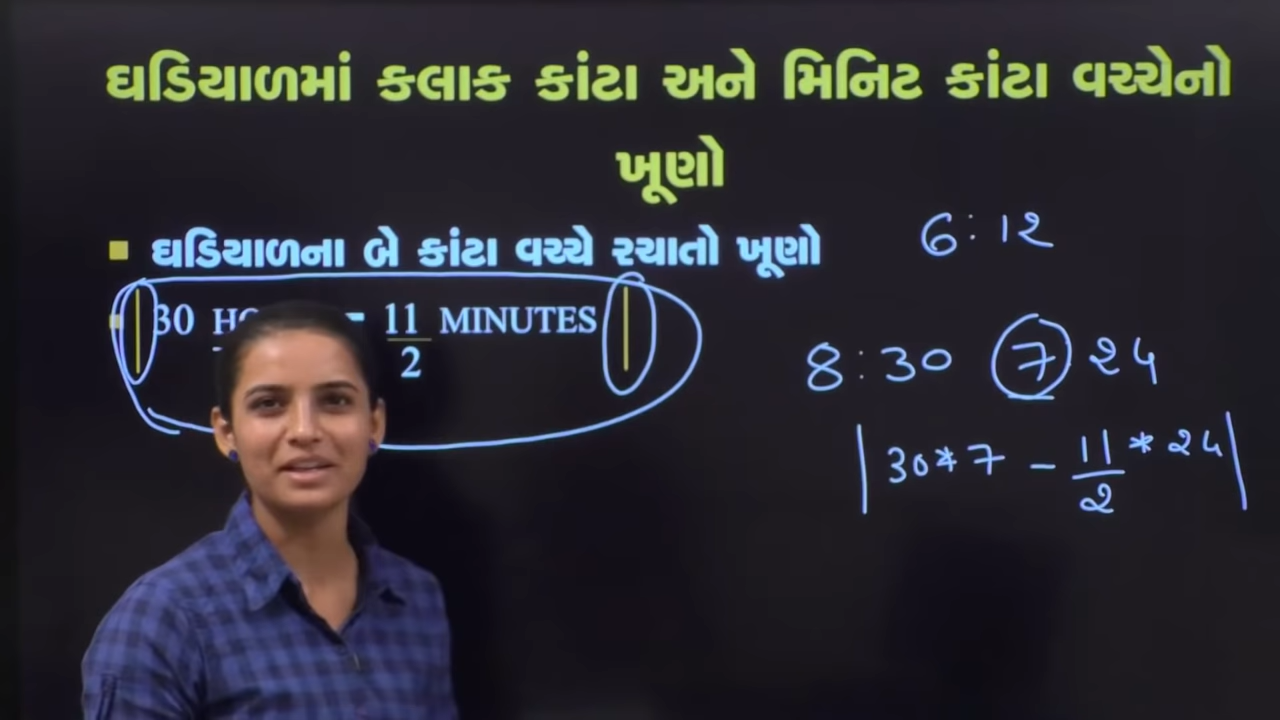 ઘડિયાળમાં કલાક કાંટા અને મિનિટ કાંટા વચ્ચેનો
ખૂણો
ઘડિયાળના બે કાંટા વચ્ચે રચાતો ખૂણો
6:12
30 - 11/2 MINUTES
8:30 7 24
|30*7 - 11/2 * 24|